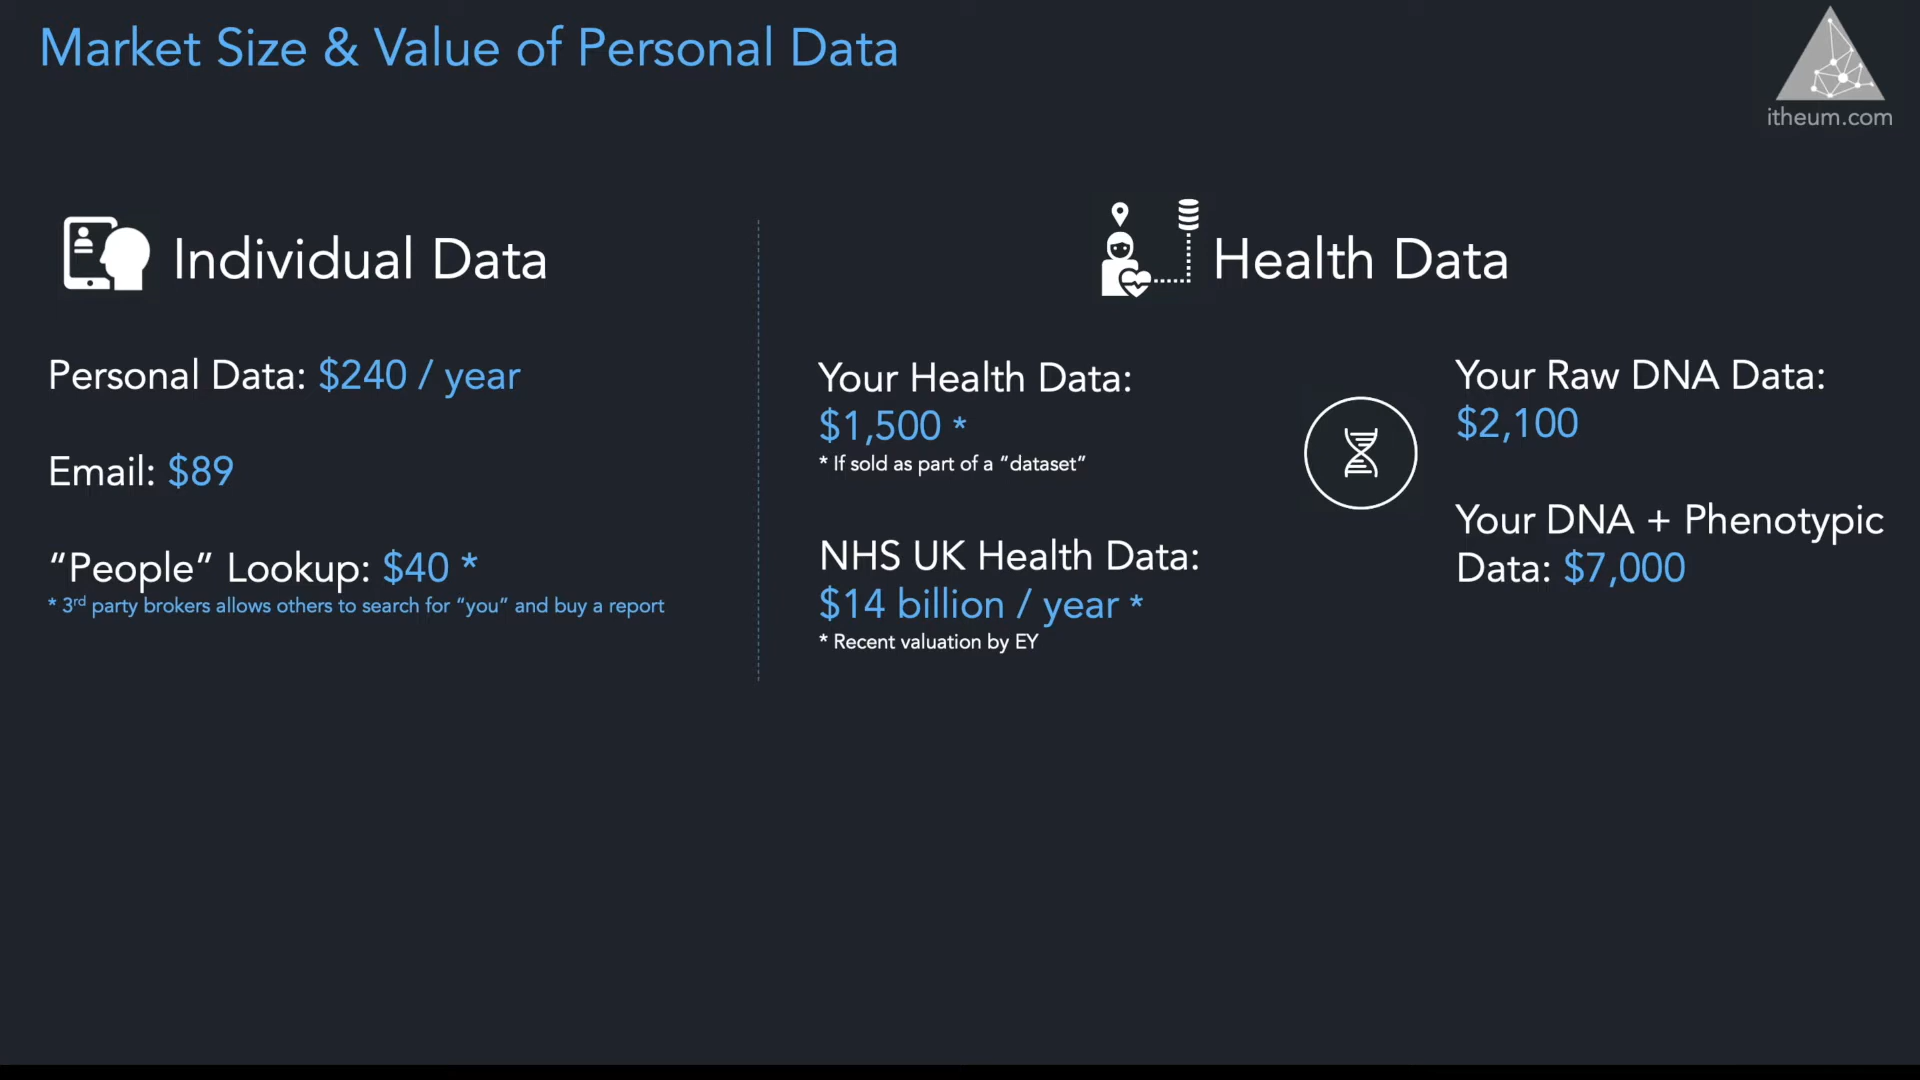 Market Size & Value of Personal Data
itheum.com
Individual Data
Personal Data: $240 / year
Email: $89
“People” Lookup: $40 *
* 3rd party brokers allows others to search for “you” and buy a report
Health Data
Your Health Data:
$1,500 *
* If sold as part of a “dataset”
NHS UK Health Data:
$14 billion / year *
* Recent valuation by EY
Your Raw DNA Data:
$2,100
Your DNA + Phenotypic
Data: $7,000